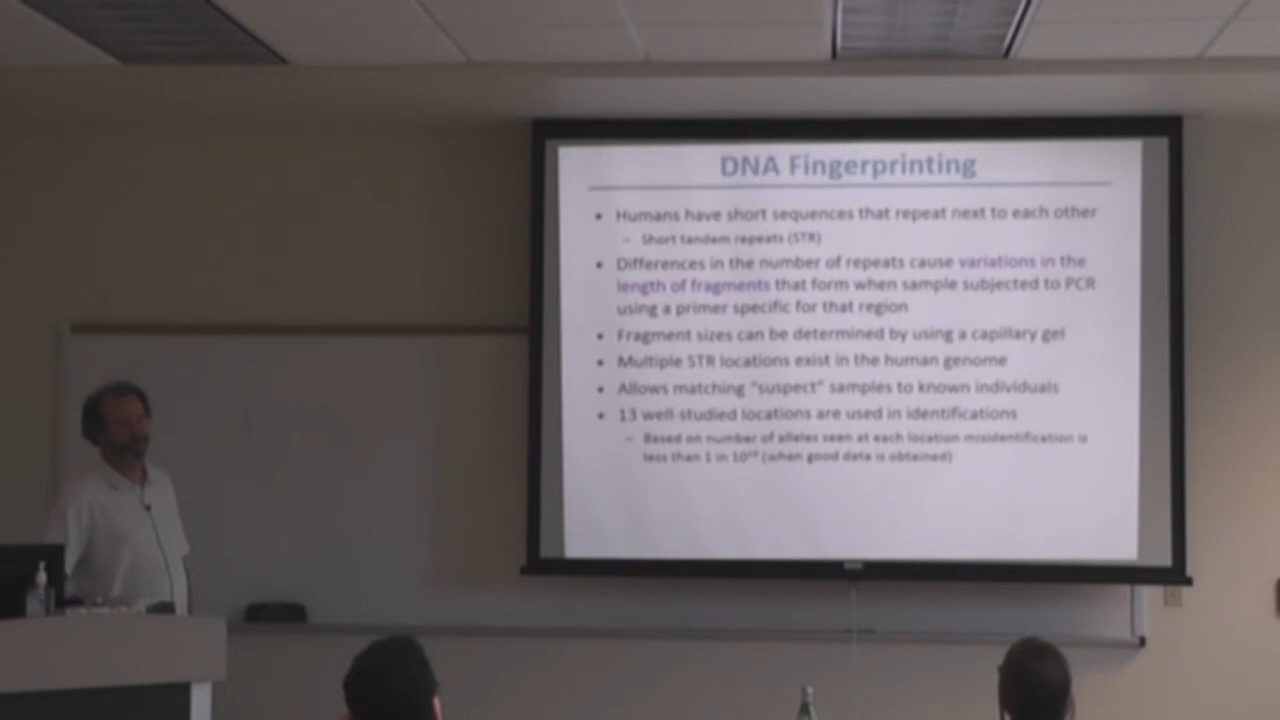 DNA Fingerprinting
• Humans have short sequences that repeat next to each other
– Short tandem repeats (STR)
• Differences in the number of repeats cause variations in the
length of fragments that form when sample subjected to PCR
using a primer specific for that region
• Fragment sizes can be determined by using a capillary gel
• Multiple STR locations exist in the human genome
• Allows matching "suspect" samples to known individuals
• 13 well-studied locations are used in identifications
– Based on number of alleles seen at each location misidentification is
less than 1 in (when good data is obtained)